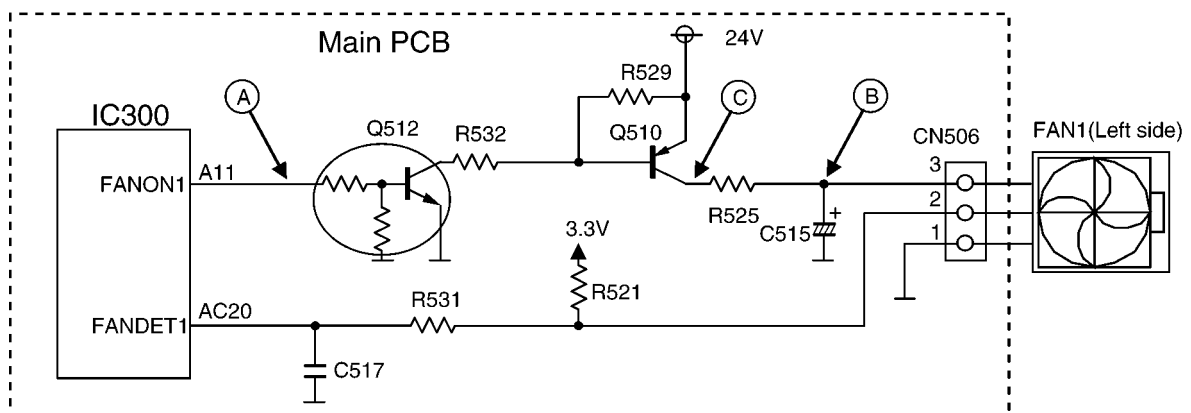 Main PCB
24V
R529
A
C
B
IC300
Q512
R532
Q510
CN506
FAN1(Left side)
FANON1
A11
3
R525
2
C515
+
1
3.3V
R521
FANDET1
AC20
R531
C517